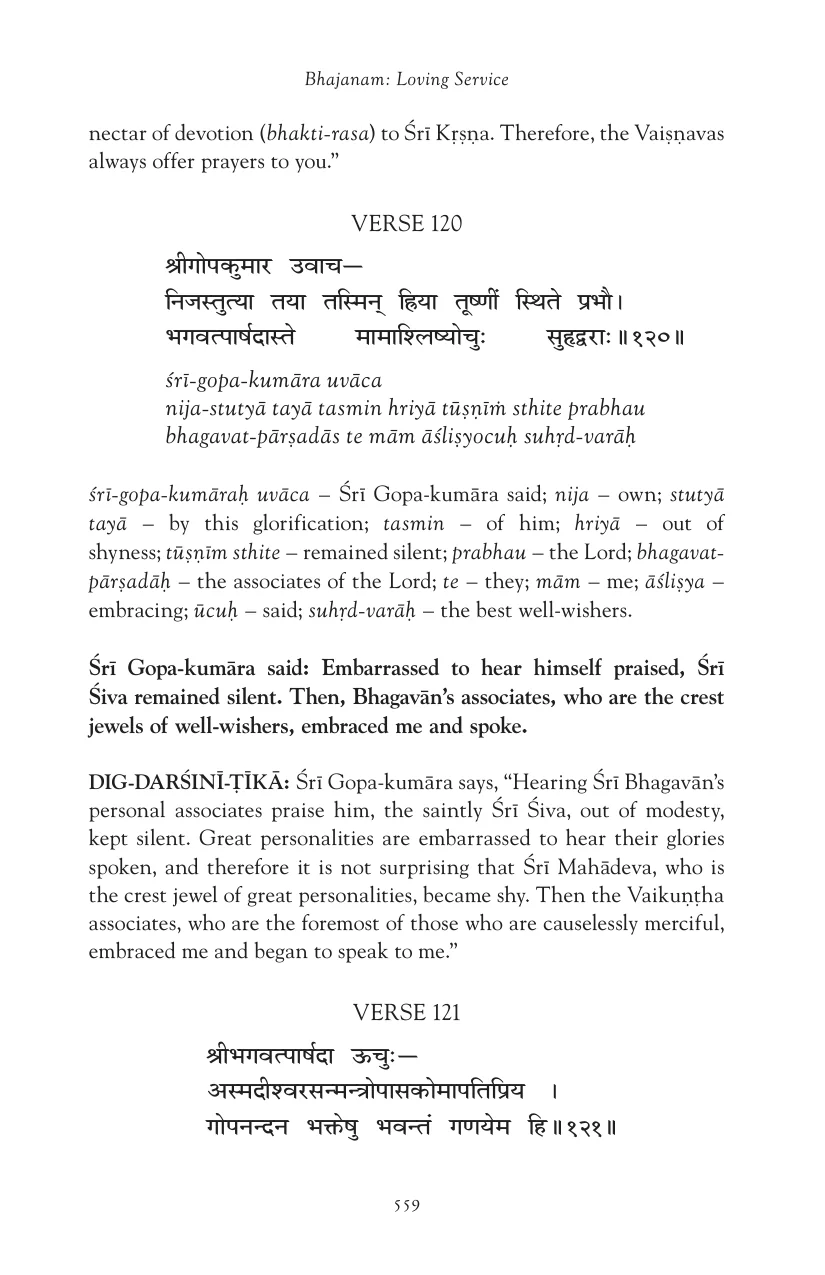 Bhajanam: Loving Service
nectar of devotion (bhakti-rasa) to Śrī Kṛṣṇa. Therefore, the Vaiṣṇavas
always offer prayers to you.”
VERSE 120
श्रीगोपकुमार उवाच—
निजस्तुत्या तया तस्मिन् ह्रिया तूष्णीं स्थिते प्रभौ।
भगवत्पार्षदास्ते मामाश्लिष्योचुः सुहृद्वराः॥१२०॥
śrī-gopa-kumāra uvāca
nija-stutyā tayā tasmin hriyā tūṣṇīṁ sthite prabhau
bhagavat-pārṣadās te mām āśliṣyocuḥ suhṛd-varāḥ
śrī-gopa-kumāraḥ uvāca – Śrī Gopa-kumāra said; nija – own; stutyā
tayā – by this glorification; tasmin – of him; hriyā – out of
shyness; tūṣṇīm sthite – remained silent; prabhau – the Lord; bhagavat-
pārṣadāḥ – the associates of the Lord; te – they; mām – me; āśliṣya –
embracing; ūcuḥ – said; suhṛd-varāḥ – the best well-wishers.
Śrī Gopa-kumāra said: Embarrassed to hear himself praised, Śrī
Śiva remained silent. Then, Bhagavān’s associates, who are the crest
jewels of well-wishers, embraced me and spoke.
DIG-DARŚINĪ-ṬĪKĀ: Śrī Gopa-kumāra says, “Hearing Śrī Bhagavān’s
personal associates praise him, the saintly Śrī Śiva, out of modesty,
kept silent. Great personalities are embarrassed to hear their glories
spoken, and therefore it is not surprising that Śrī Mahādeva, who is
the crest jewel of great personalities, became shy. Then the Vaikuṇṭha
associates, who are the foremost of those who are causelessly merciful,
embraced me and began to speak to me.”
VERSE 121
श्रीभगवत्पार्षदा ऊचुः—
अस्मदीश्वरसन्मन्त्रोपासकोमापतिप्रिय ।
गोपनन्दन भक्तेषु भवन्तं गणयेम हि॥१२१॥
559